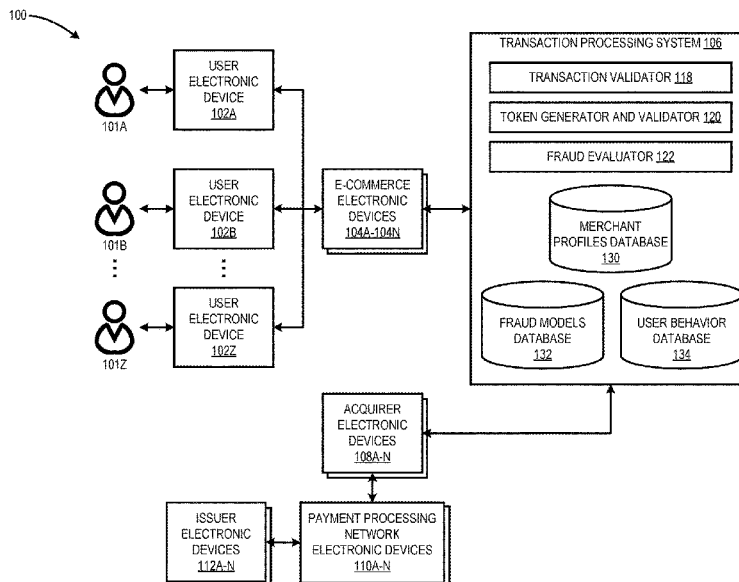 100
TRANSACTION PROCESSING SYSTEM 106
TRANSACTION VALIDATOR 118
TOKEN GENERATOR AND VALIDATOR 120
FRAUD EVALUATOR 122
MERCHANT
PROFILES DATABASE
130
FRAUD MODELS
DATABASE
132
USER BEHAVIOR
DATABASE
134
101A
USER
ELECTRONIC
DEVICE
102A
101B
USER
ELECTRONIC
DEVICE
102B
101Z
USER
ELECTRONIC
DEVICE
102Z
E-COMMERCE
ELECTRONIC
DEVICES
104A-104N
ACQUIRER
ELECTRONIC
DEVICES
108A-N
ISSUER
ELECTRONIC
DEVICES
112A-N
PAYMENT PROCESSING
NETWORK
ELECTRONIC DEVICES
110A-N